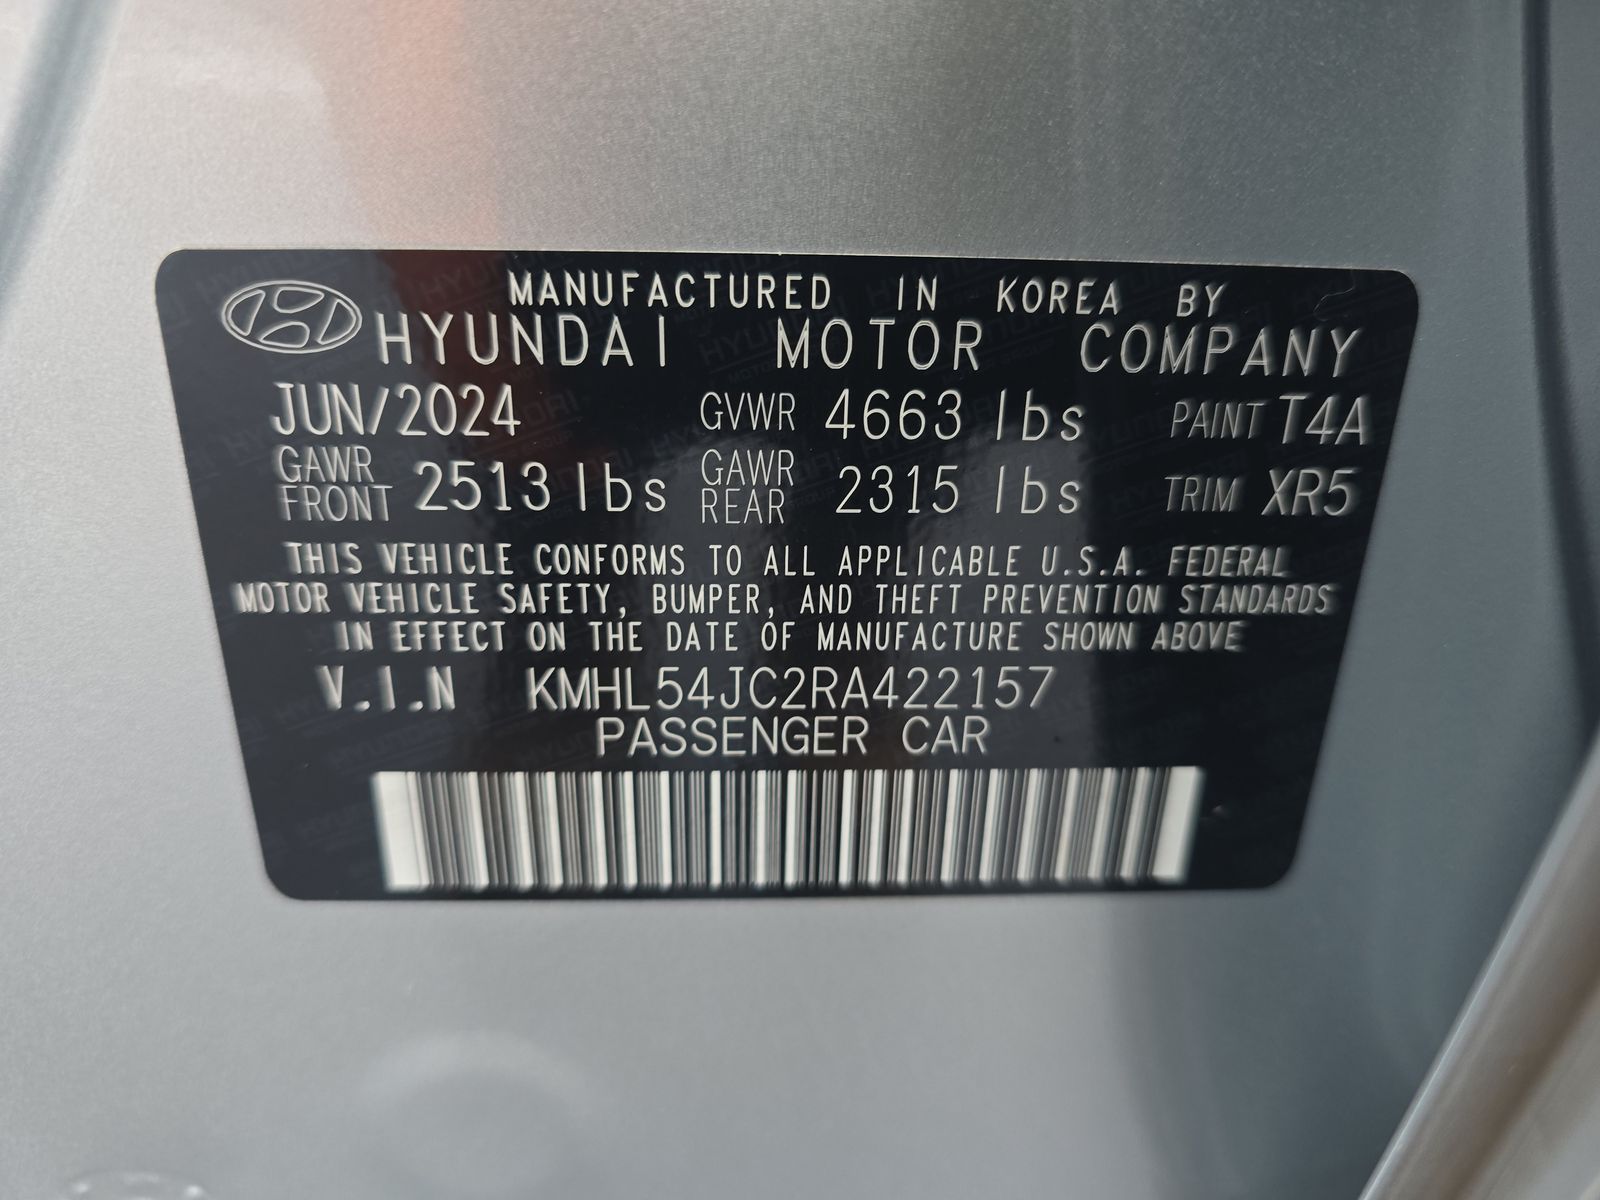 MANUFACTURED IN KOREA BY
HYUNDAI MOTOR COMPANY
JUN/2024 GVWR 4663 lbs PAINT T4A
GAWR FRONT 2513 lbs GAWR REAR 2315 lbs TRIM XR5
THIS VEHICLE CONFORMS TO ALL APPLICABLE U.S.A. FEDERAL
MOTOR VEHICLE SAFETY, BUMPER, AND THEFT PREVENTION STANDARDS
IN EFFECT ON THE DATE OF MANUFACTURE SHOWN ABOVE
V.I.N KMHL54JC2RA422157
PASSENGER CAR